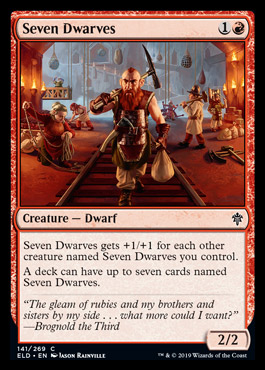 Seven Dwarves 1
Creature — Dwarf
Seven Dwarves gets +1/+1 for each other
creature named Seven Dwarves you control.
A deck can have up to seven cards named
Seven Dwarves.
“The gleam of rubies and my brothers and
sisters by my side . . . what more could I want?”
—Brognold the Third
2/2
141/269 C
ELD • EN Jason Rainville ™ & © 2019 Wizards of the Coast